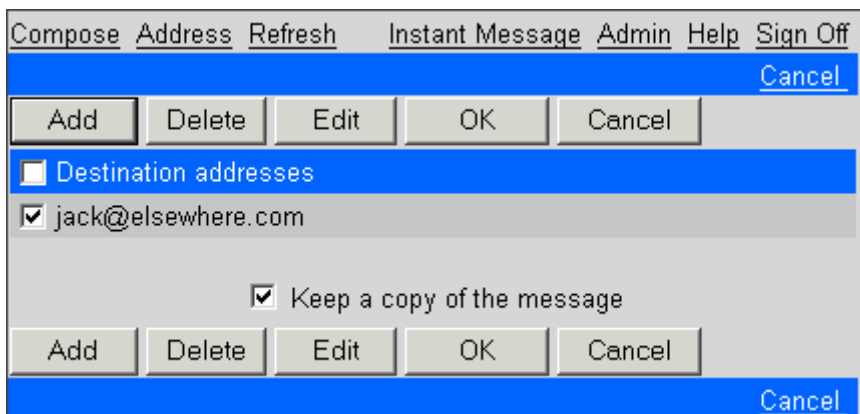 Compose Address Refresh Instant Message Admin Help Sign Off
Cancel
Add Delete Edit OK Cancel
Destination addresses
jack@elsewhere.com
Keep a copy of the message
Add Delete Edit OK Cancel
Cancel